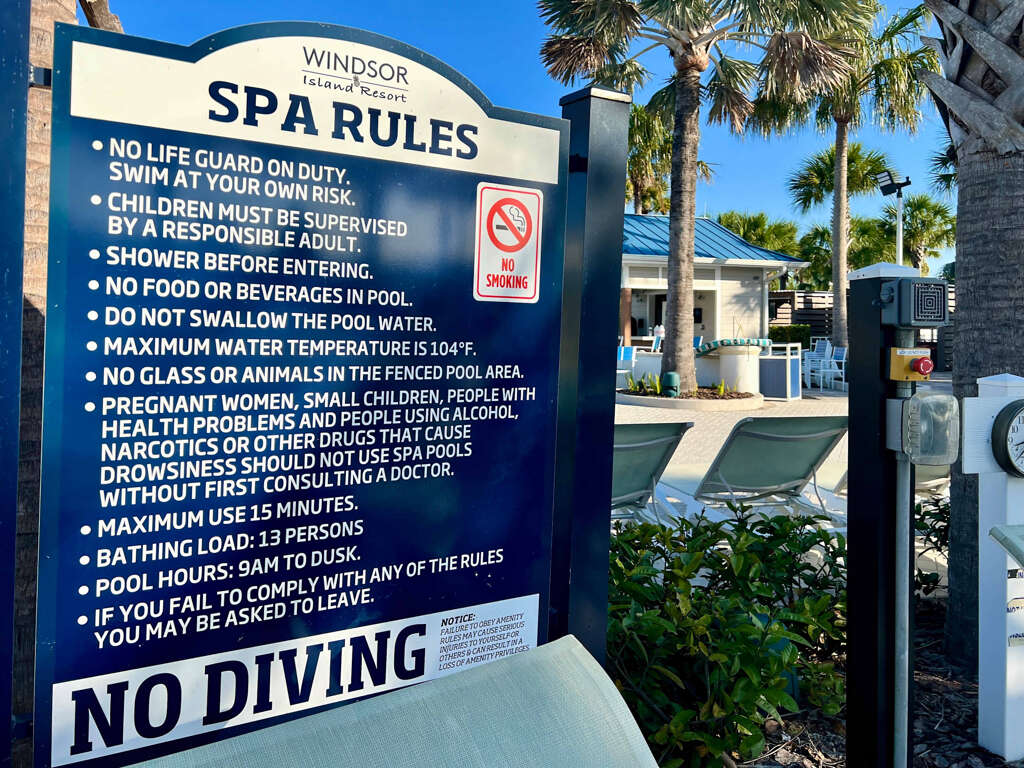 WINDSOR
Island Resort
SPA RULES
• NO LIFE GUARD ON DUTY.
SWIM AT YOUR OWN RISK.
• CHILDREN MUST BE SUPERVISED
BY A RESPONSIBLE ADULT.
• SHOWER BEFORE ENTERING.
• NO FOOD OR BEVERAGES IN POOL.
• DO NOT SWALLOW THE POOL WATER.
• MAXIMUM WATER TEMPERATURE IS 104°F.
• NO GLASS OR ANIMALS IN THE FENCED POOL AREA.
• PREGNANT WOMEN, SMALL CHILDREN, PEOPLE WITH
HEALTH PROBLEMS AND PEOPLE USING ALCOHOL,
NARCOTICS OR OTHER DRUGS THAT CAUSE
DROWSINESS SHOULD NOT USE SPA POOLS
WITHOUT FIRST CONSULTING A DOCTOR.
• MAXIMUM USE 15 MINUTES.
• BATHING LOAD: 13 PERSONS
• POOL HOURS: 9AM TO DUSK.
• IF YOU FAIL TO COMPLY WITH ANY OF THE RULES
YOU MAY BE ASKED TO LEAVE.
NO
SMOKING
NO DIVING
NOTICE:
FAILURE TO OBEY AMENITY
RULES MAY CAUSE SERIOUS
INJURIES TO YOURSELF OR
OTHERS & CAN RESULT IN A
LOSS OF AMENITY PRIVILEGES